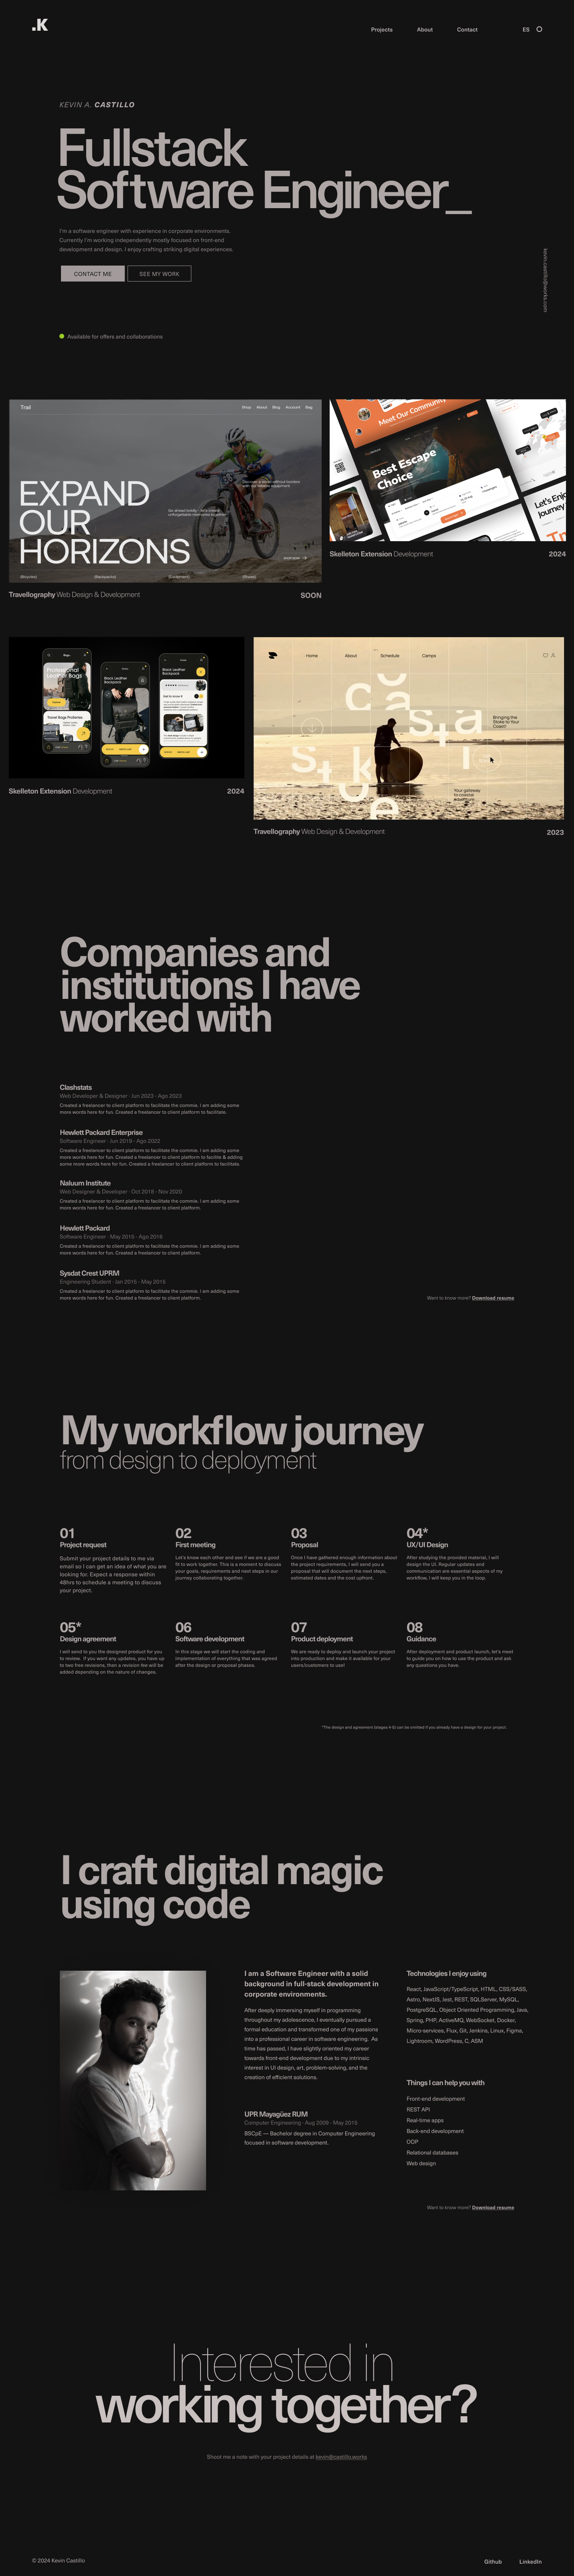 .K
Projects
About
Contact
ES
KEVIN A. CASTILLO
Fullstack
Software Engineer_
I'm a software engineer with experience in corporate environments.
Currently I'm working independently mostly focused on front-end
development and design. I enjoy crafting striking digital experiences.
CONTACT ME
SEE MY WORK
kevin.castillo@works.com
Available for offers and collaborations
Trail
Shop About Blog Account Bag
EXPAND
OUR
HORIZONS
SHOP NOW
(Bicycles)
(Backpacks)
(Shoes)
Travellography Web Design & Development
SOON
Meet Our Community
Best Escape
Choice
Skelleton Extension Development
2024
Professional
Leather Bags
Travel Bags Preferies
Black Leather
Backpack
Skelleton Extension Development
2024
Home
About
Schedule
Camps
Bringing the
Stoke to Your
Coast!
Your gateway
to coastal
Travellography Web Design & Development
2023
Companies and
institutions I have
worked with
Clashstats
Web Developer & Designer · Jun 2023 - Ago 2023
Created a freelancer to client platform to facilitate the commie. I am adding some
more words here for fun. Created a freelancer to client platform to facilitate.
Hewlett Packard Enterprise
Software Engineer · Jun 2019 - Ago 2022
Created a freelancer to client platform to facilitate the commie. I am adding some
more words here for fun. Created a freelancer to client platform to faciliter & adding
some more words here for fun. Created a freelancer to client platform to facilitate.
Naluum Institute
Web Designer & Developer · Oct 2018 - Nov 2020
Created a freelancer to client platform to facilitate the commie. I am adding some
more words here for fun. Created a freelancer to client platform.
Hewlett Packard
Software Engineer · May 2015 - Ago 2016
Created a freelancer to client platform to facilitate the commie. I am adding some
more words here for fun. Created a freelancer to client platform.
Sysdat Crest UPRM
Engineering Student · Jan 2015 - May 2015
Created a freelancer to client platform to facilitate the commie. I am adding some
more words here for fun. Created a freelancer to client platform.
Want to know more? Download resume
My workflow journey
from design to deployment
01
Project request
Submit your project details to me via
email so I can get an idea of what you are
looking for. Expect a response within
48hrs to schedule a meeting to discuss
your project.
02
First meeting
Let's know each other and see if we are a good
fit to work together. This is a moment to discuss
your goals, requirements and next steps in our
journey collaborating together.
03
Proposal
Once I have gathered enough information about
the project requirements, I will send you a
proposal that will document the next steps,
estimated dates and the cost upfront.
04*
UX/UI Design
After studying the provided material, I will
design the UI. Regular updates and
communication are essential aspects of my
workflow, I will keep you in the loop.
05*
Design agreement
I will send to you the designed product for you
to review. If you want any updates, you have up
to two free revisions, then a revision fee will be
added depending on the nature of changes.
06
Software development
In this stage we will start the coding and
implementation of everything that was agreed
after the design or proposal phases.
07
Product deployment
We are ready to deploy and launch your project
into production and make it available for your
users/customers to use!
08
Guidance
After deployment and product launch, let's meet
to guide you on how to use the product and ask
any questions you have.
*The design and agreement (stages 4-5) can be omitted if you already have a design for your project.
I craft digital magic
using code
I am a Software Engineer with a solid
background in full-stack development in
corporate environments.
After deeply immersing myself in programming
throughout my adolescence, I eventually pursued a
formal education and transformed one of my passions
into a professional career in software engineering. As
time has passed, I have slightly oriented my career
towards front-end development due to my intrinsic
interest in UI design, art, problem-solving, and the
creation of efficient solutions.
UPR Mayagüez RUM
Computer Engineering · Aug 2009 - May 2015
BSCpE — Bachelor degree in Computer Engineering
focused in software development.
Technologies I enjoy using
React, JavaScript/TypeScript, HTML, CSS/SASS,
Astro, NextJS, Jest, REST, SQLServer, MySQL,
PostgreSQL, Object Oriented Programming, Java,
Spring, PHP, ActiveMQ, WebSocket, Docker,
Micro-services, Flux, Git, Jenkins, Linux, Figma,
Lightroom, WordPress, C, ASM
Things I can help you with
Front-end development
REST API
Real-time apps
Back-end development
OOP
Relational databases
Web design
Want to know more? Download resume
Interested in
working together?
Shoot me a note with your project details at kevin@castillo.works
© 2024 Kevin Castillo
Github
LinkedIn